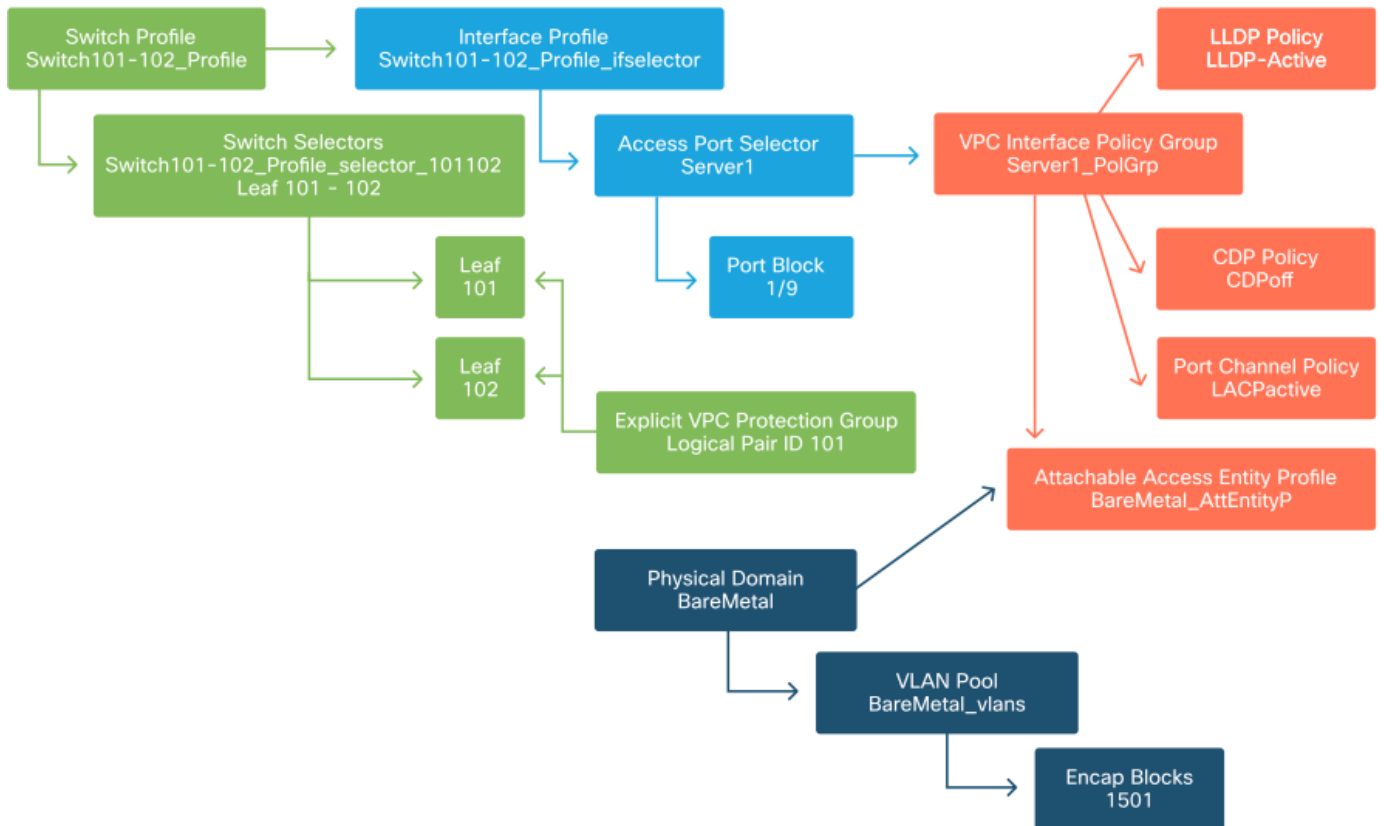 Switch Profile
Switch101-102_Profile
Interface Profile
Switch101-102_Profile_ifselector
LLDP Policy
LLDP-Active
Switch Selectors
Switch101-102_Profile_selector_101102
Leaf 101 - 102
Access Port Selector
Server1
VPC Interface Policy Group
Server1_PolGrp
Leaf
101
Port Block
1/9
CDP Policy
CDPoff
Leaf
102
Port Channel Policy
LACPactive
Explicit VPC Protection Group
Logical Pair ID 101
Attachable Access Entity Profile
BareMetal_AttEntityP
Physical Domain
BareMetal
VLAN Pool
BareMetal_vlans
Encap Blocks
1501